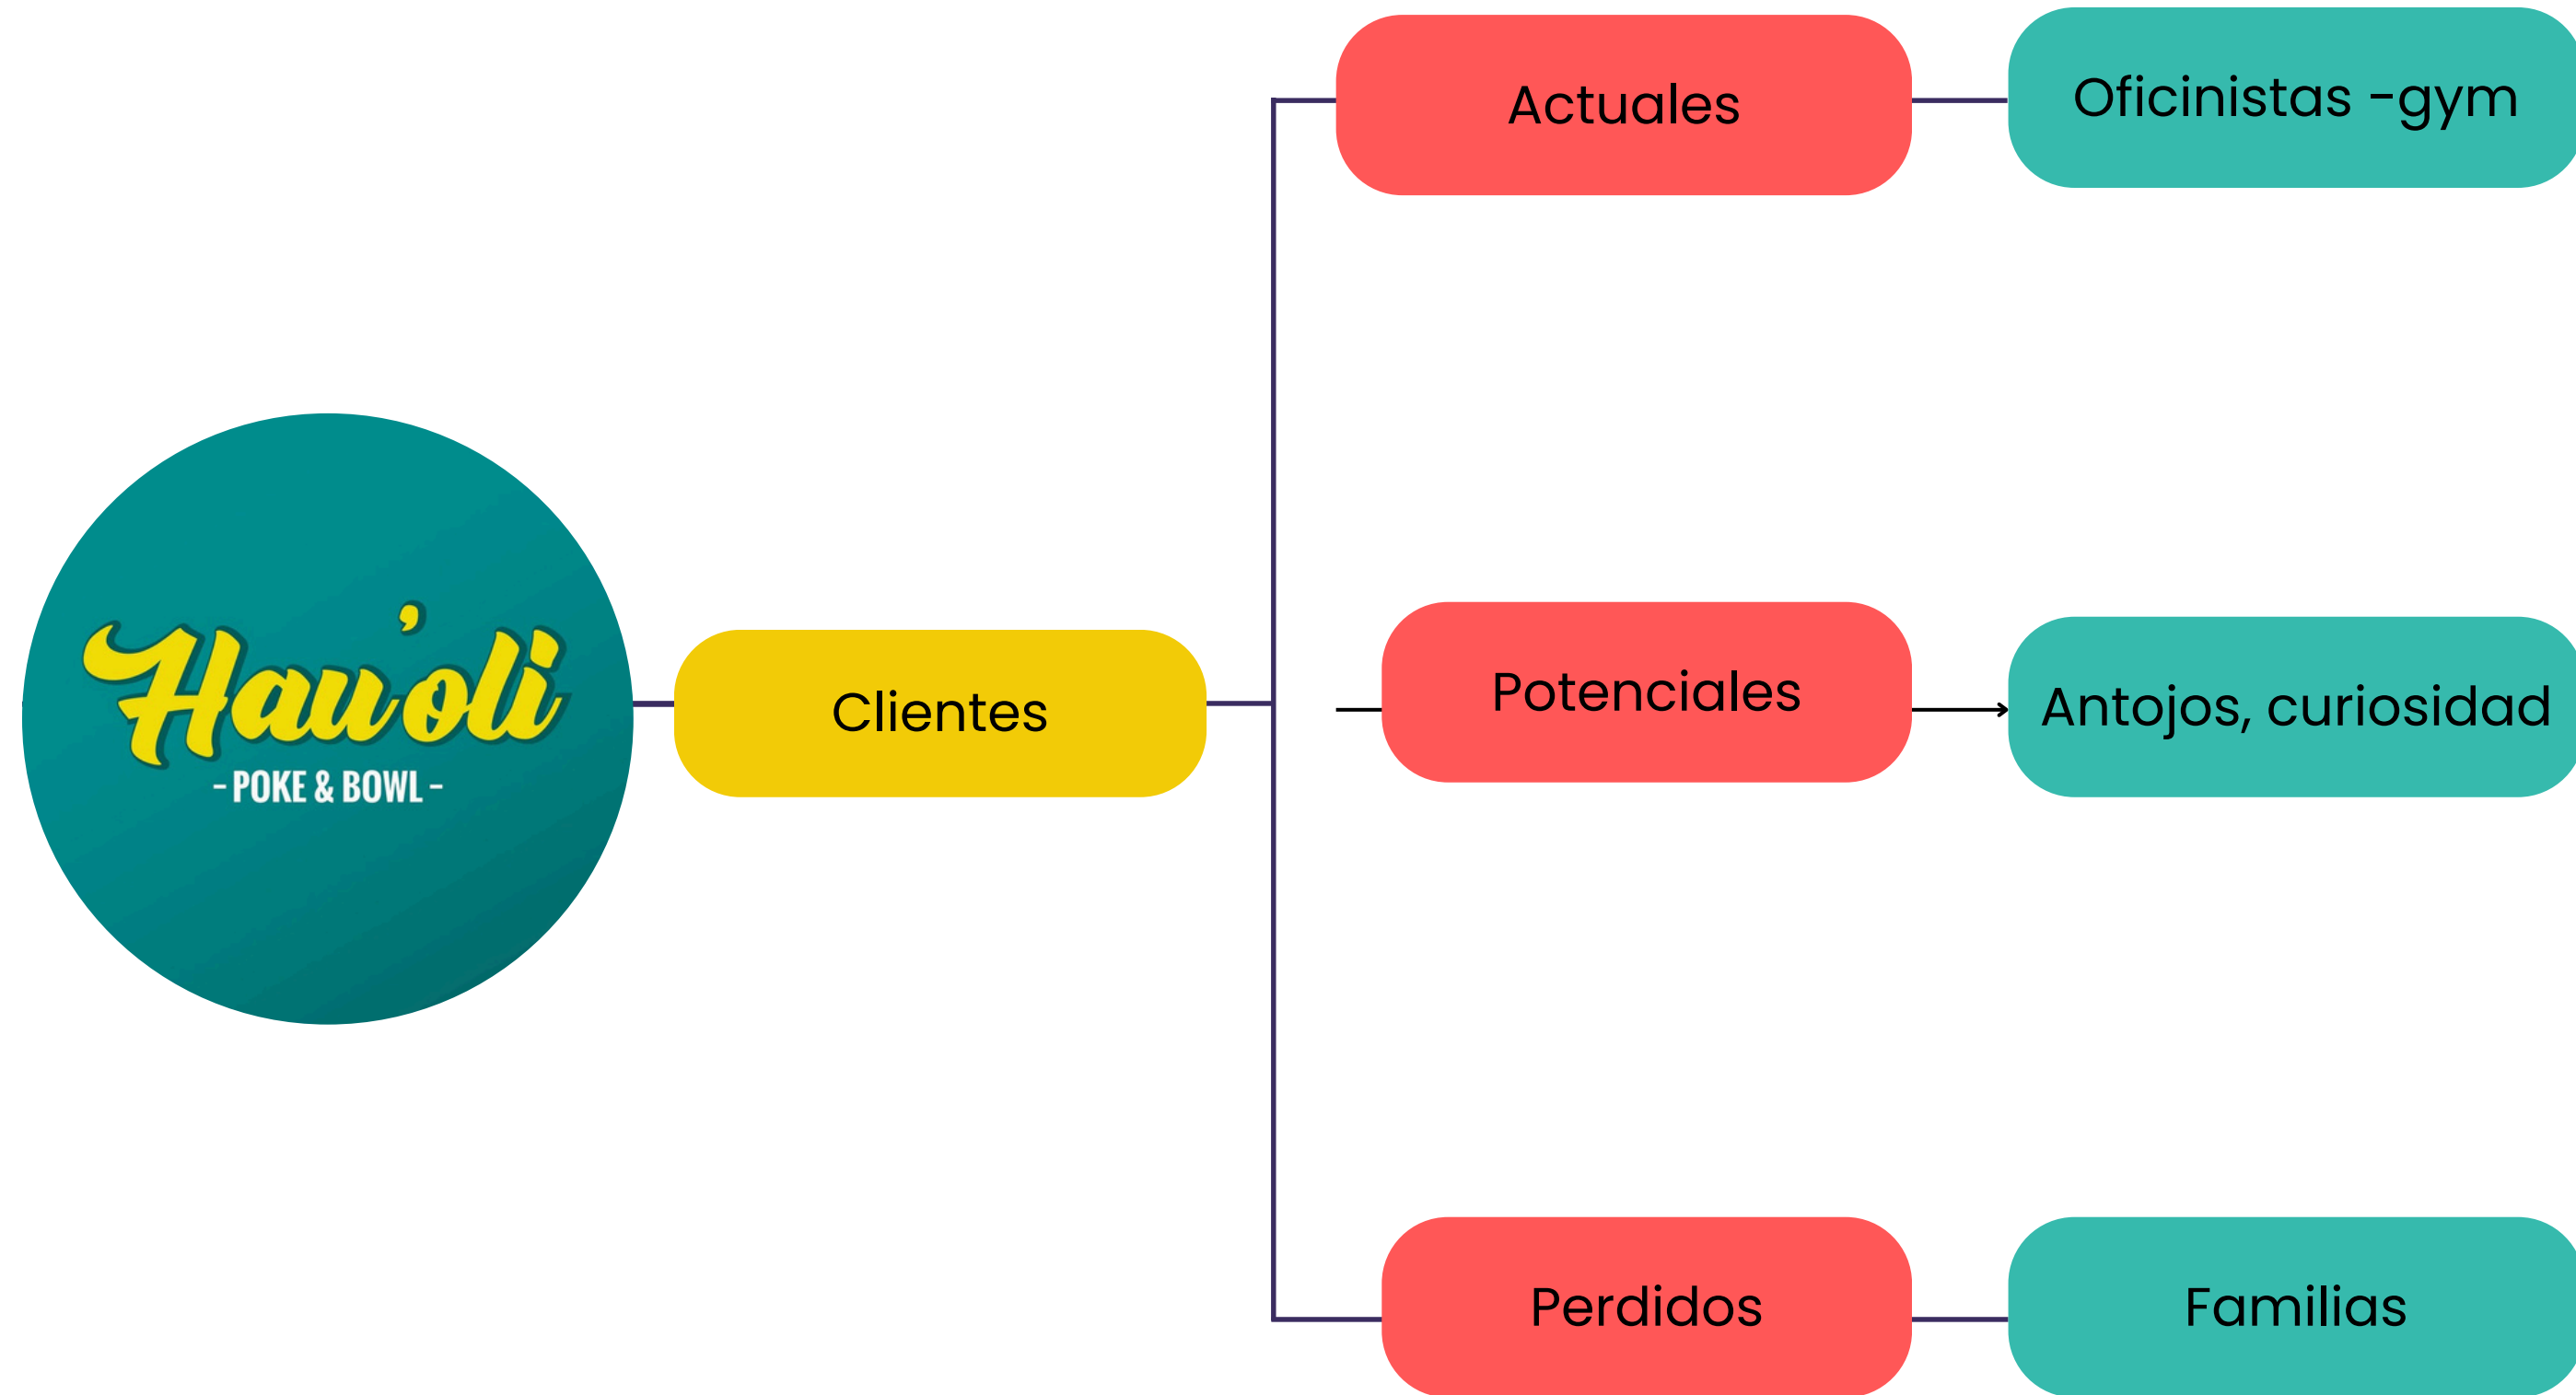 Actuales
Oficinistas -gym
Hau'oli
- POKE & BOWL -
Clientes
Potenciales
Antojos, curiosidad
Perdidos
Familias